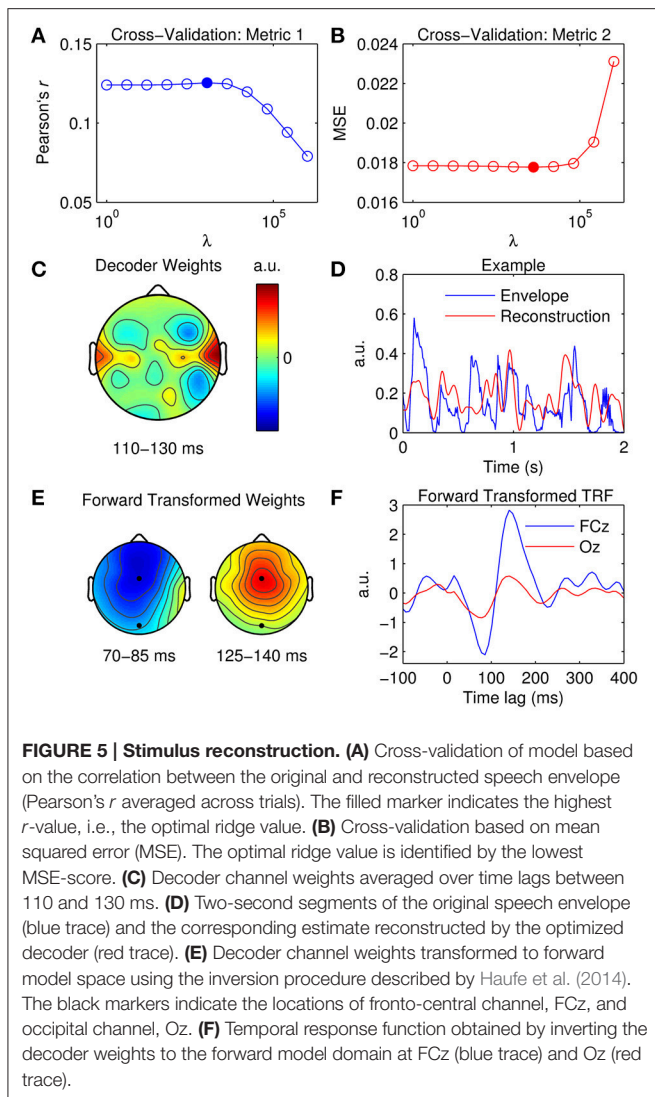 A
Cross−Validation: Metric 1
0.15
0.1
0.05
Pearson's r
10^0
10^5
λ
B
Cross−Validation: Metric 2
0.024
0.022
0.02
0.018
0.016
MSE
10^0
10^5
λ
C
Decoder Weights
a.u.
0
110−130 ms
D
Example
Envelope
Reconstruction
0.8
0.6
0.4
0.2
0
a.u.
0
1
2
Time (s)
E
Forward Transformed Weights
70−85 ms
125−140 ms
F
Forward Transformed TRF
FCz
Oz
3
2
1
0
−1
−2
a.u.
−100
0
100
200
300
400
Time lag (ms)
FIGURE 5 | Stimulus reconstruction. (A) Cross-validation of model based
on the correlation between the original and reconstructed speech envelope
(Pearson's r averaged across trials). The filled marker indicates the highest
r-value, i.e., the optimal ridge value. (B) Cross-validation based on mean
squared error (MSE). The optimal ridge value is identified by the lowest
MSE-score. (C) Decoder channel weights averaged over time lags between
110 and 130 ms. (D) Two-second segments of the original speech envelope
(blue trace) and the corresponding estimate reconstructed by the optimized
decoder (red trace). (E) Decoder channel weights transformed to forward
model space using the inversion procedure described by Haufe et al. (2014).
The black markers indicate the locations of fronto-central channel, FCz, and
occipital channel, Oz. (F) Temporal response function obtained by inverting the
decoder weights to the forward model domain at FCz (blue trace) and Oz (red
trace).